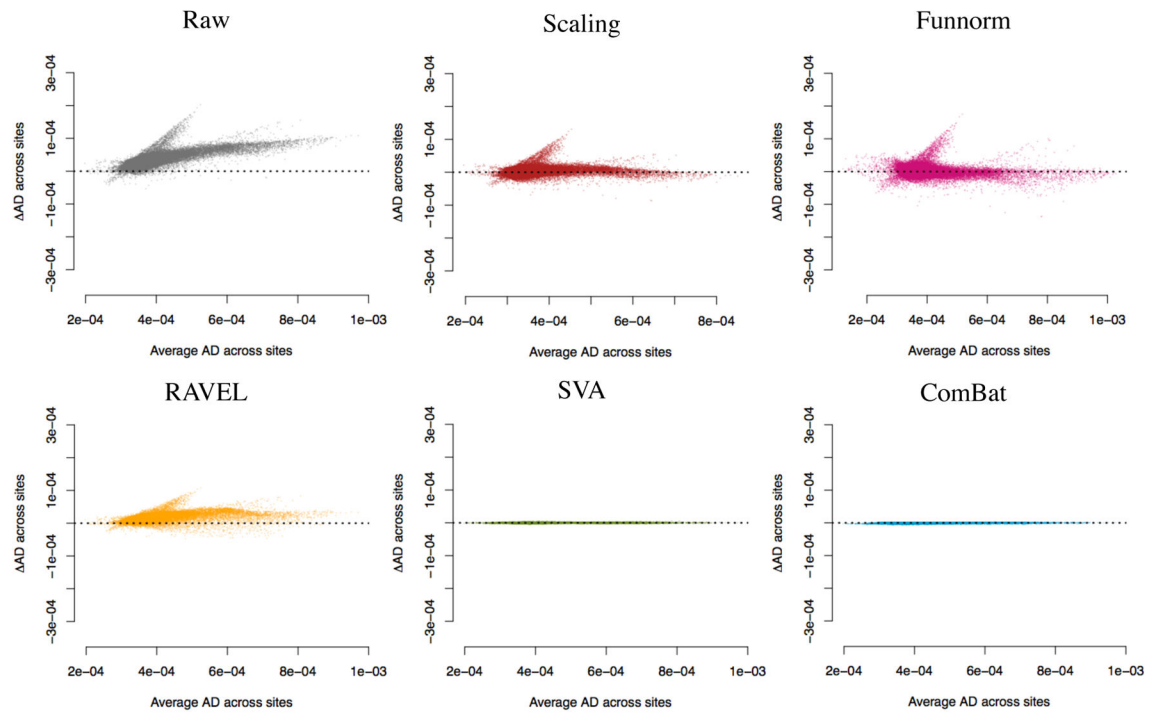 Raw
Scaling
Funnorm
ΔAD across sites
3e−04
1e−04
−1e−04
−3e−04
2e−04 4e−04 6e−04 8e−04 1e−03
Average AD across sites
ΔAD across sites
3e−04
1e−04
−1e−04
−3e−04
2e−04 4e−04 6e−04 8e−04
Average AD across sites
ΔAD across sites
3e−04
1e−04
−1e−04
−3e−04
2e−04 4e−04 6e−04 8e−04 1e−03
Average AD across sites
RAVEL
SVA
ComBat
ΔAD across sites
3e−04
1e−04
−1e−04
−3e−04
2e−04 4e−04 6e−04 8e−04 1e−03
Average AD across sites
ΔAD across sites
3e−04
1e−04
−1e−04
−3e−04
2e−04 4e−04 6e−04 8e−04 1e−03
Average AD across sites
ΔAD across sites
3e−04
1e−04
−1e−04
−3e−04
2e−04 4e−04 6e−04 8e−04 1e−03
Average AD across sites